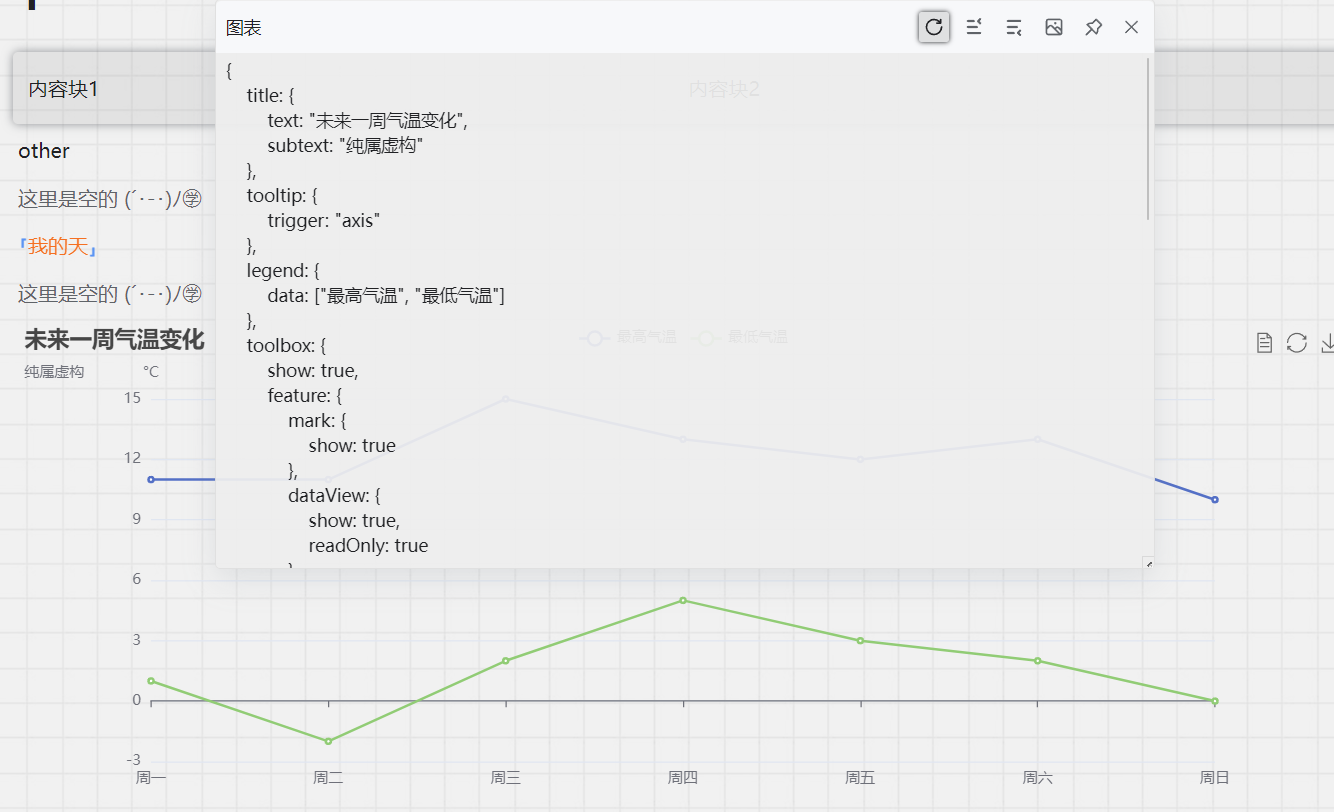 图表
{
title: {
text: "未来一周气温变化",
subtext: "纯属虚构"
},
tooltip: {
trigger: "axis"
},
legend: {
data: ["最高气温", "最低气温"]
},
toolbox: {
show: true,
feature: {
mark: {
show: true
},
dataView: {
show: true,
readOnly: true
}
内容块1
内容块2
other
这里是空的 (´･-･)/㊫
「我的天」
这里是空的 (´･-･)/㊫
未来一周气温变化
纯属虚构
最高气温 最低气温
°C
15
12
9
6
3
0
-3
周一 周二 周三 周四 周五 周六 周日